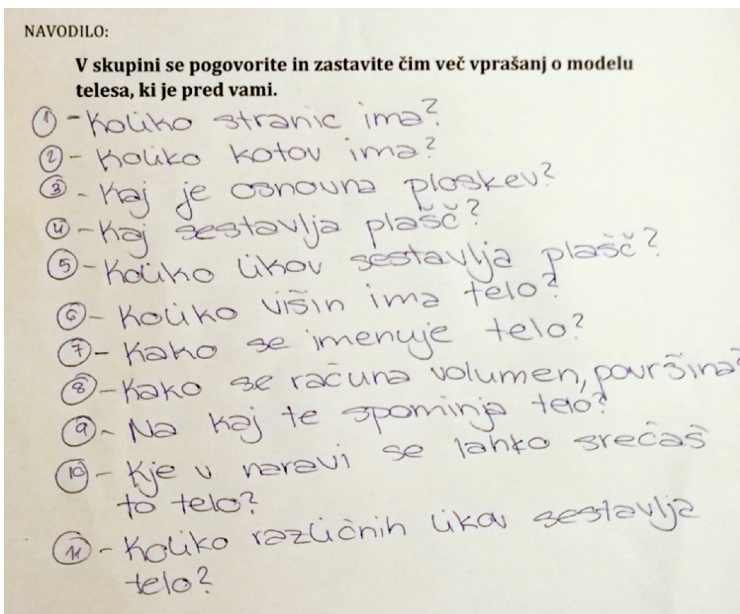 NAVODILO:
V skupini se pogovorite in zastavite čim več vprašanj o modelu
telesa, ki je pred vami.
1 - Koliko stranic ima?
2 - Koliko kotov ima?
3 - Kaj je osnovna ploskev?
4 - Kaj sestavlja plašč?
5 - Koliko likov sestavlja plašč?
6 - Koliko višin ima telo?
7 - Kako se imenuje telo?
8 - Kako se računa volumen, površina?
9 - Na kaj te spominja telo?
10 - Kje v naravi se lahko srečaš
to telo?
11 - Koliko različnih likov sestavlja
telo?